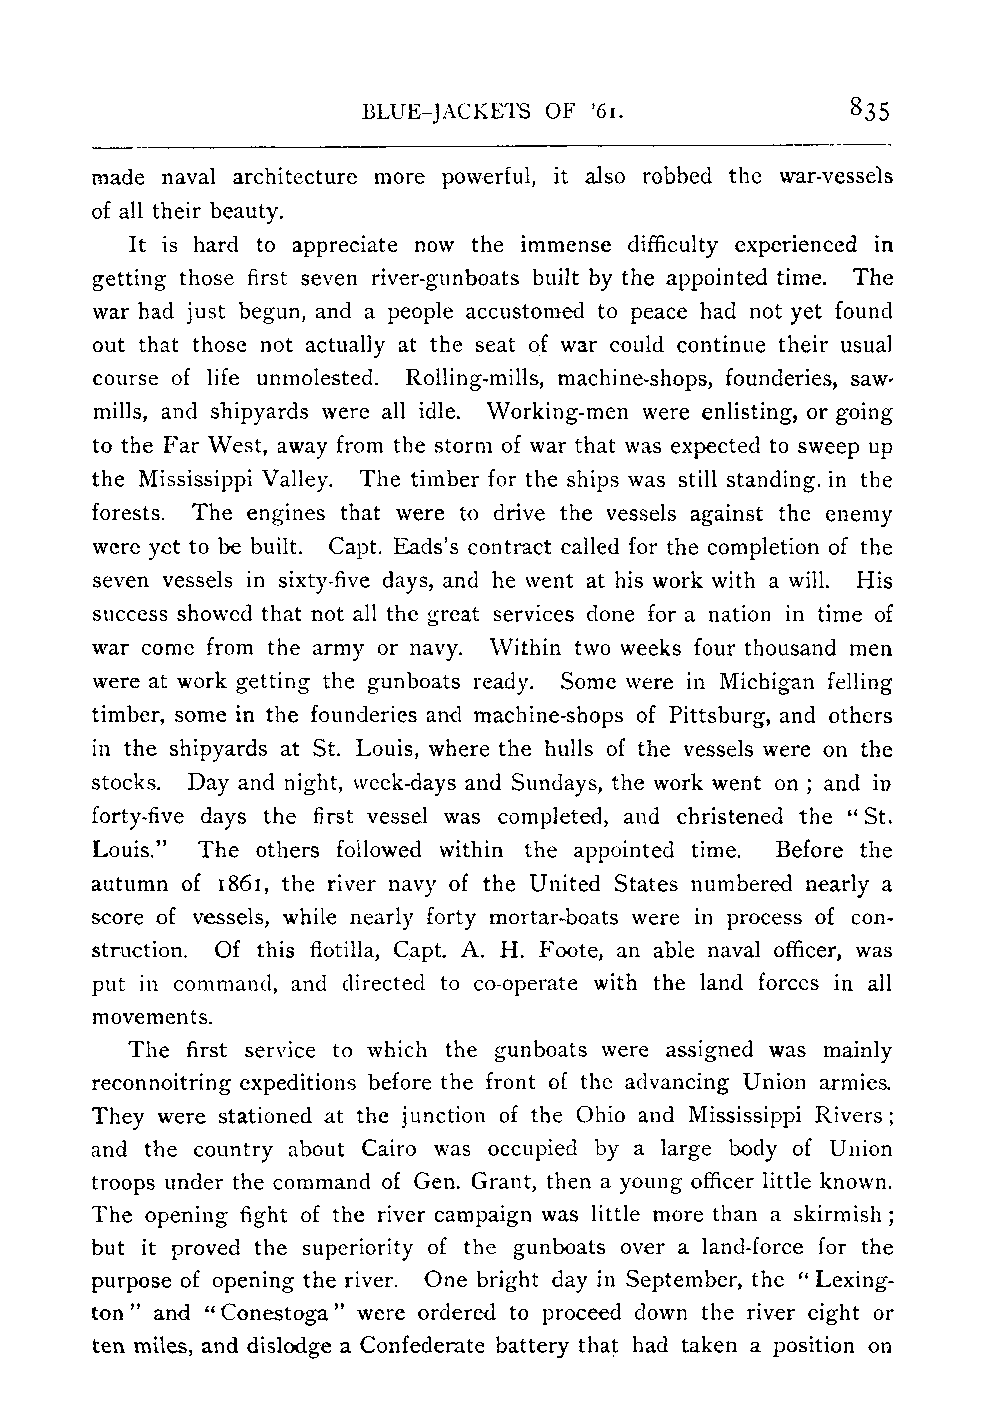 BLUE-JACKETS OF '61. 835
made naval architecture more powerful, it also robbed the war-vessels
of all their beauty.
It is hard to appreciate now the immense difficulty experienced in
getting those first seven river-gunboats built by the appointed time. The
war had just begun, and a people accustomed to peace had not yet found
out that those not actually at the seat of war could continue their usual
course of life unmolested. Rolling-mills, machine-shops, founderies, saw-
mills, and shipyards were all idle. Working-men were enlisting, or going
to the Far West, away from the storm of war that was expected to sweep up
the Mississippi Valley. The timber for the ships was still standing. in the
forests. The engines that were to drive the vessels against the enemy
were yet to be built. Capt. Eads's contract called for the completion of the
seven vessels in sixty-five days, and he went at his work with a will. His
success showed that not all the great services done for a nation in time of
war come from the army or navy. Within two weeks four thousand men
were at work getting the gunboats ready. Some were in Michigan felling
timber, some in the founderies and machine-shops of Pittsburg, and others
in the shipyards at St. Louis, where the hulls of the vessels were on the
stocks. Day and night, week-days and Sundays, the work went on ; and in
forty-five days the first vessel was completed, and christened the " St.
Louis." The others followed within the appointed time. Before the
autumn of 1861, the river navy of the United States numbered nearly a
score of vessels, while nearly forty mortar-boats were in process of con-
struction. Of this flotilla, Capt. A. H. Foote, an able naval officer, was
put in command, and directed to co-operate with the land forces in all
movements.
The first service to which the gunboats were assigned was mainly
reconnoitring expeditions before the front of the advancing Union armies.
They were stationed at the junction of the Ohio and Mississippi Rivers ;
and the country about Cairo was occupied by a large body of Union
troops under the command of Gen. Grant, then a young officer little known.
The opening fight of the river campaign was little more than a skirmish ;
but it proved the superiority of the gunboats over a land-force for the
purpose of opening the river. One bright day in September, the " Lexing-
ton " and " Conestoga " were ordered to proceed down the river eight or
ten miles, and dislodge a Confederate battery that had taken a position on